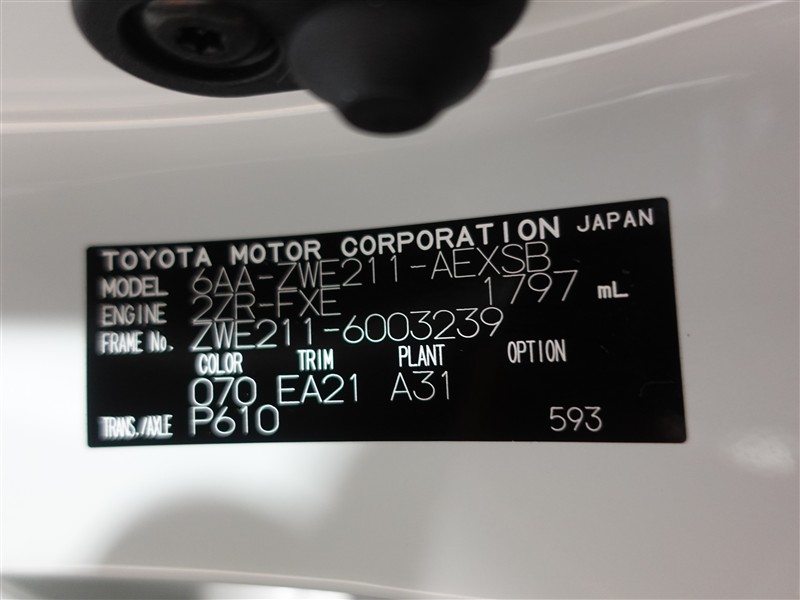 TOYOTA MOTOR CORPORATION JAPAN
MODEL 6AA-ZWE211-AEXSB
ENGINE 2ZR-FXE 1797 mL
FRAME No. ZWE211-6003239
COLOR TRIM PLANT OPTION
070 EA21 A31
TRANS./AXLE P610 593